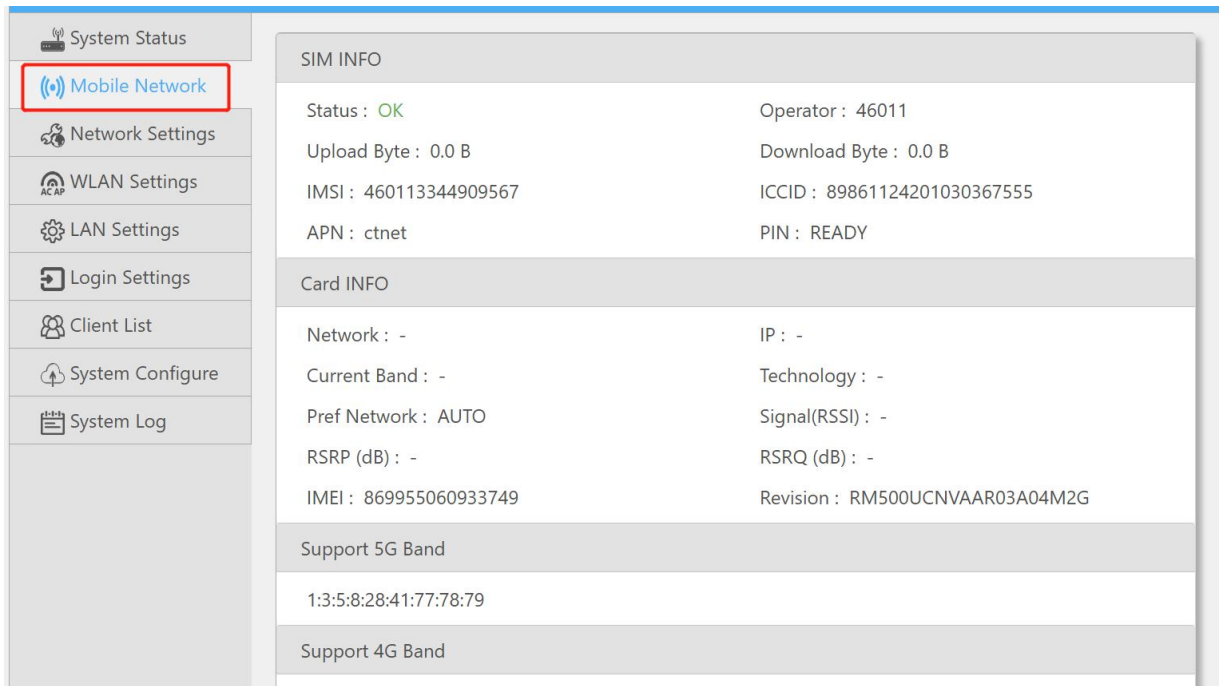 System Status
Mobile Network
Network Settings
AC AP
WLAN Settings
LAN Settings
Login Settings
Client List
System Configure
System Log
SIM INFO
Status : OK
Operator : 46011
Upload Byte : 0.0 B
Download Byte : 0.0 B
IMSI : 460113344909567
ICCID : 89861124201030367555
APN : ctnet
PIN : READY
Card INFO
Network : -
IP : -
Current Band : -
Technology : -
Pref Network : AUTO
Signal(RSSI) : -
RSRP (dB) : -
RSRQ (dB) : -
IMEI : 869955060933749
Revision : RM500UCNVAAR03A04M2G
Support 5G Band
1:3:5:8:28:41:77:78:79
Support 4G Band